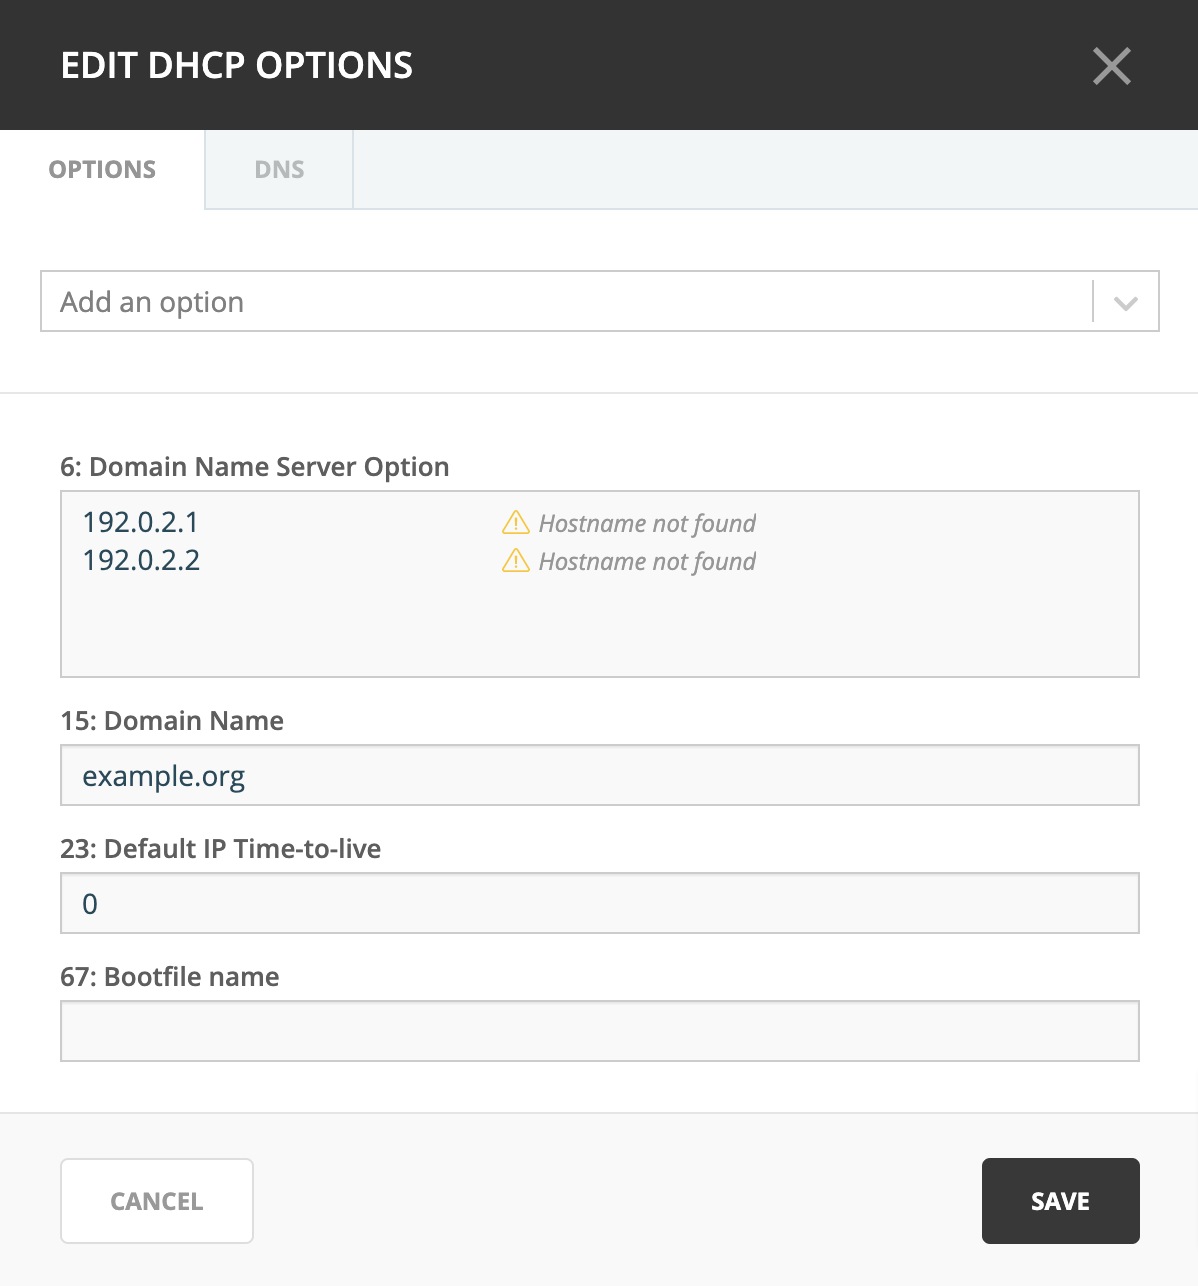 EDIT DHCP OPTIONS
OPTIONS DNS
Add an option
6: Domain Name Server Option
192.0.2.1 Hostname not found
192.0.2.2 Hostname not found
15: Domain Name
example.org
23: Default IP Time-to-live
0
67: Bootfile name
CANCEL SAVE